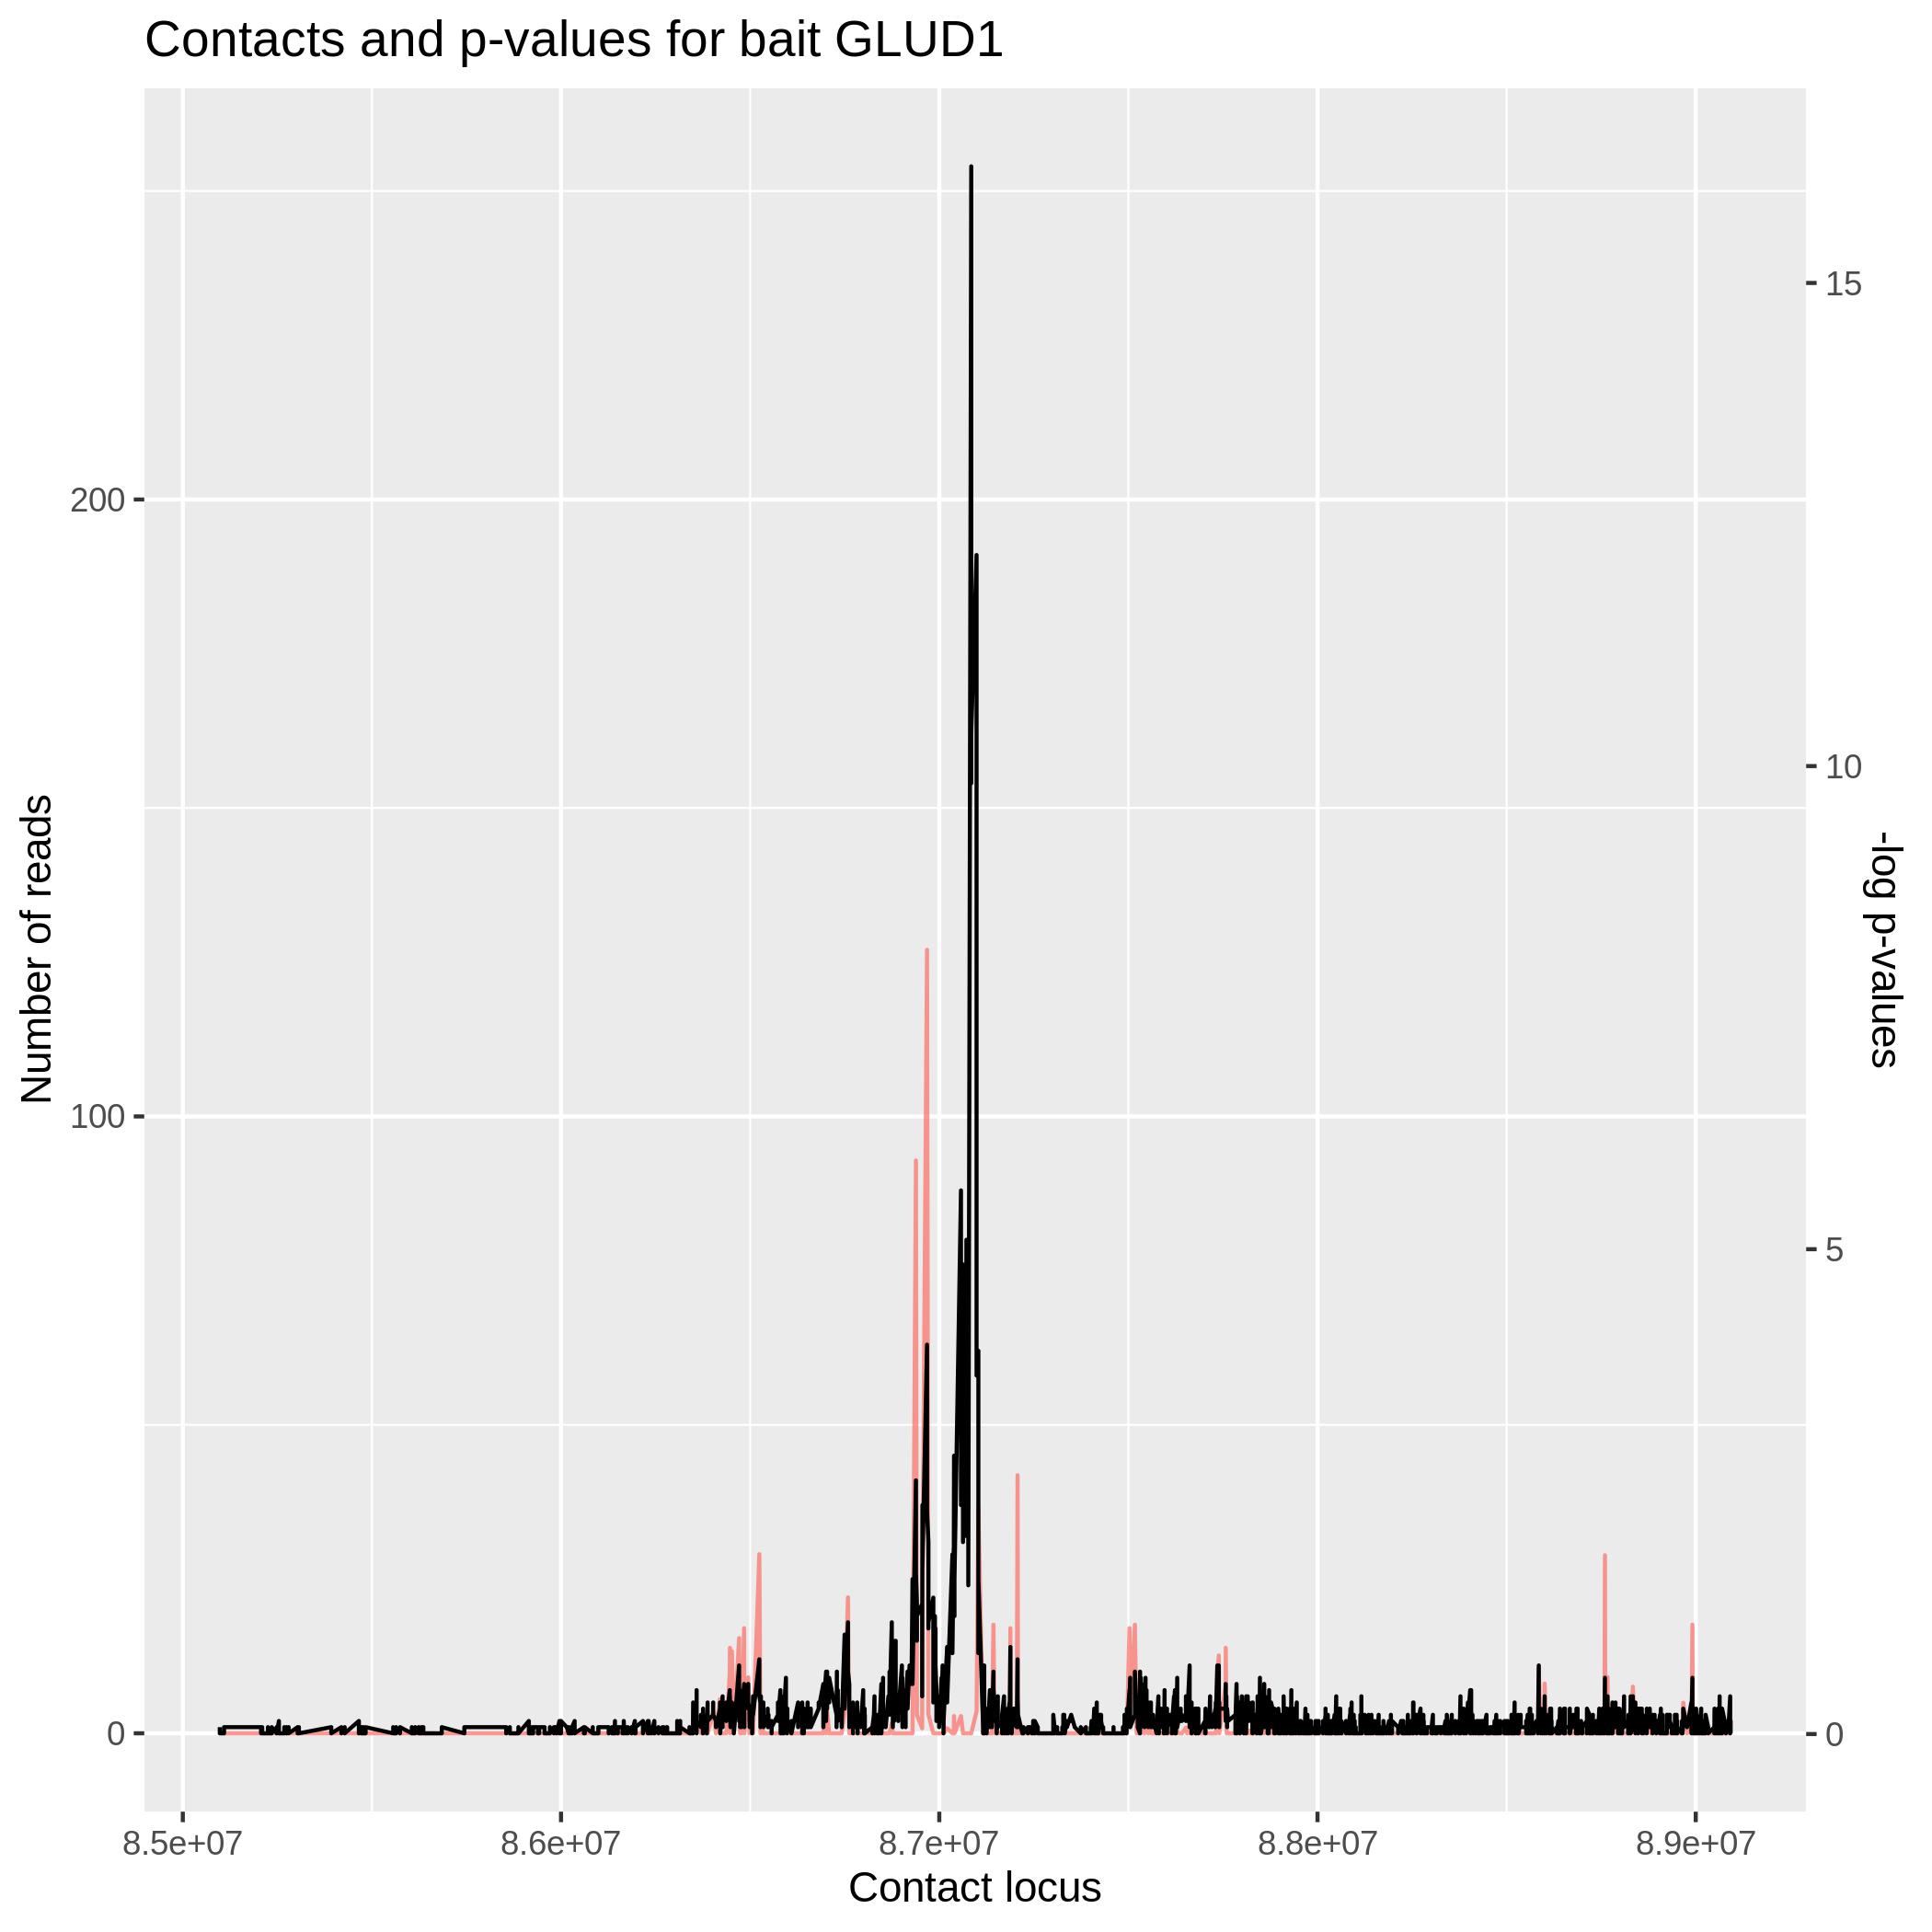 Contacts and p-values for bait GLUD1
Number of reads
200
100
0
15
10
5
0
-log p-values
8.5e+07
8.6e+07
8.7e+07
8.8e+07
8.9e+07
Contact locus